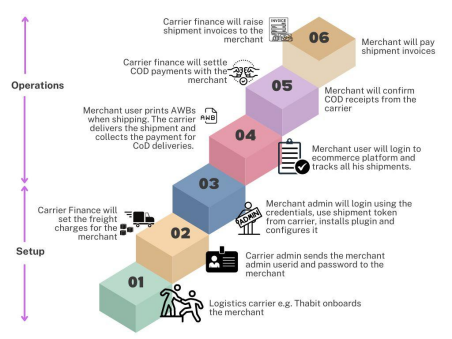 Carrier finance will raise
shipment invoices to the
merchant
INVOICE
06
Merchant will pay
shipment invoices
Carrier finance will settle
COD payments with the
merchant
05
Merchant will confirm
COD receipts from the
carrier
Operations
Merchant user prints AWBs
when shipping. The carrier
delivers the shipment and
collects the payment for
CoD deliveries.
AWB
04
Merchant user will login to
ecommerce platform and
tracks all his shipments.
03
Merchant admin will login using the
credentials, use shipment token
from carrier, installs plugin and
configures it
ADMIN
Carrier Finance will
set the freight
charges for the
merchant
02
Carrier admin sends the merchant
admin userid and password to the
merchant
Setup
01
Logistics carrier e.g. Thabit onboards
the merchant